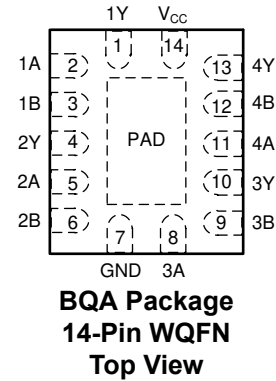 1Y VCC
1 14
1A 2 13 4Y
1B 3 12 4B
2Y 4 PAD 11 4A
2A 5 10 3Y
2B 6 9 3B
7 8
GND 3A
BQA Package
14-Pin WQFN
Top View